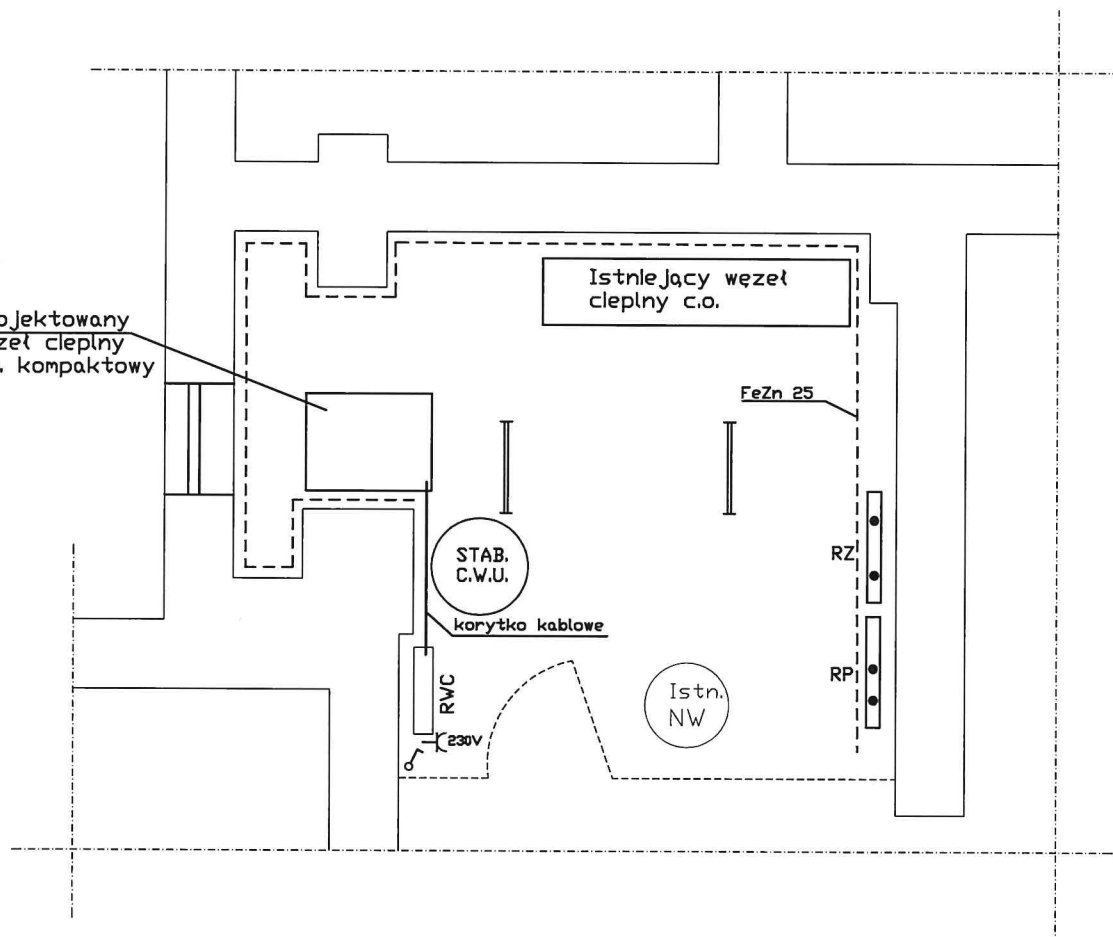 Istniejący węzeł
cieplny c.o.
ojektowany
zeł cieplny
. kompaktowy
FeZn 25
STAB.
C.W.U.
RZ
korytko kablowe
RP
RWC
Istn.
NW
230V